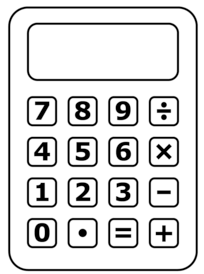 7 8 9 ÷
4 5 6 ×
1 2 3 −
0 • = +